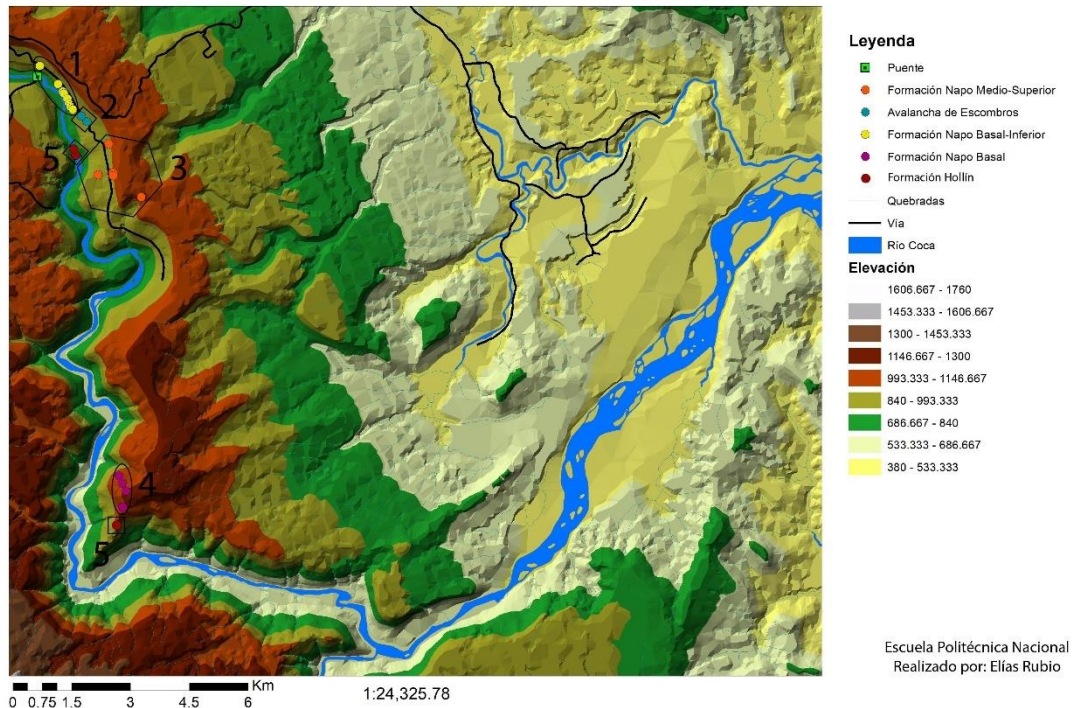 1
2
3
5
4
5
Leyenda
Puente
Formación Napo Medio-Superior
Avalancha de Escombros
Formación Napo Basal-Inferior
Formación Napo Basal
Formación Hollín
Quebradas
Vía
Río Coca
Elevación
1606.667 - 1760
1453.333 - 1606.667
1300 - 1453.333
1146.667 - 1300
993.333 - 1146.667
840 - 993.333
686.667 - 840
533.333 - 686.667
380 - 533.333
Escuela Politécnica Nacional
Realizado por: Elías Rubio
Km
0 0.75 1.5 3 4.5 6
1:24,325.78